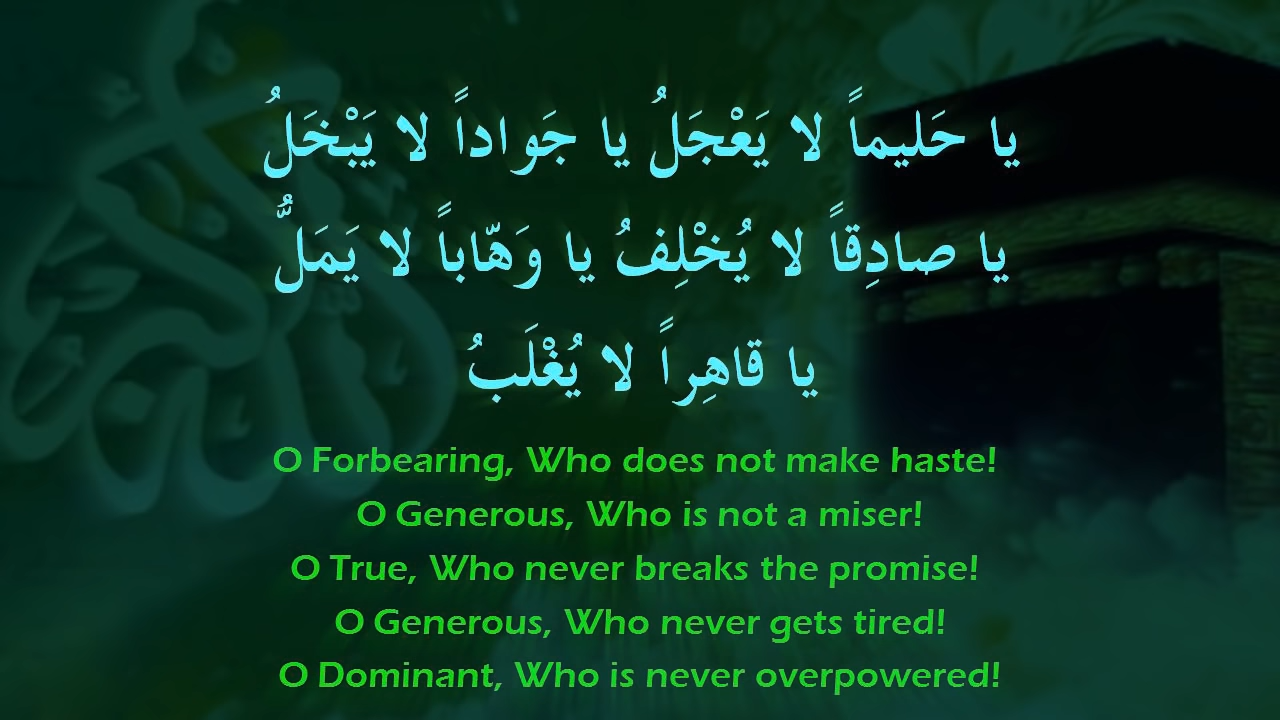 يا حَليماً لا يَعْجَلُ يا جَواداً لا يَبْخَلُ
يا صادِقاً لا يُخْلِفُ يا وَهّاباً لا يَمَلُّ
يا قاهِراً لا يُغْلَبُ
O Forbearing, Who does not make haste!
O Generous, Who is not a miser!
O True, Who never breaks the promise!
O Generous, Who never gets tired!
O Dominant, Who is never overpowered!